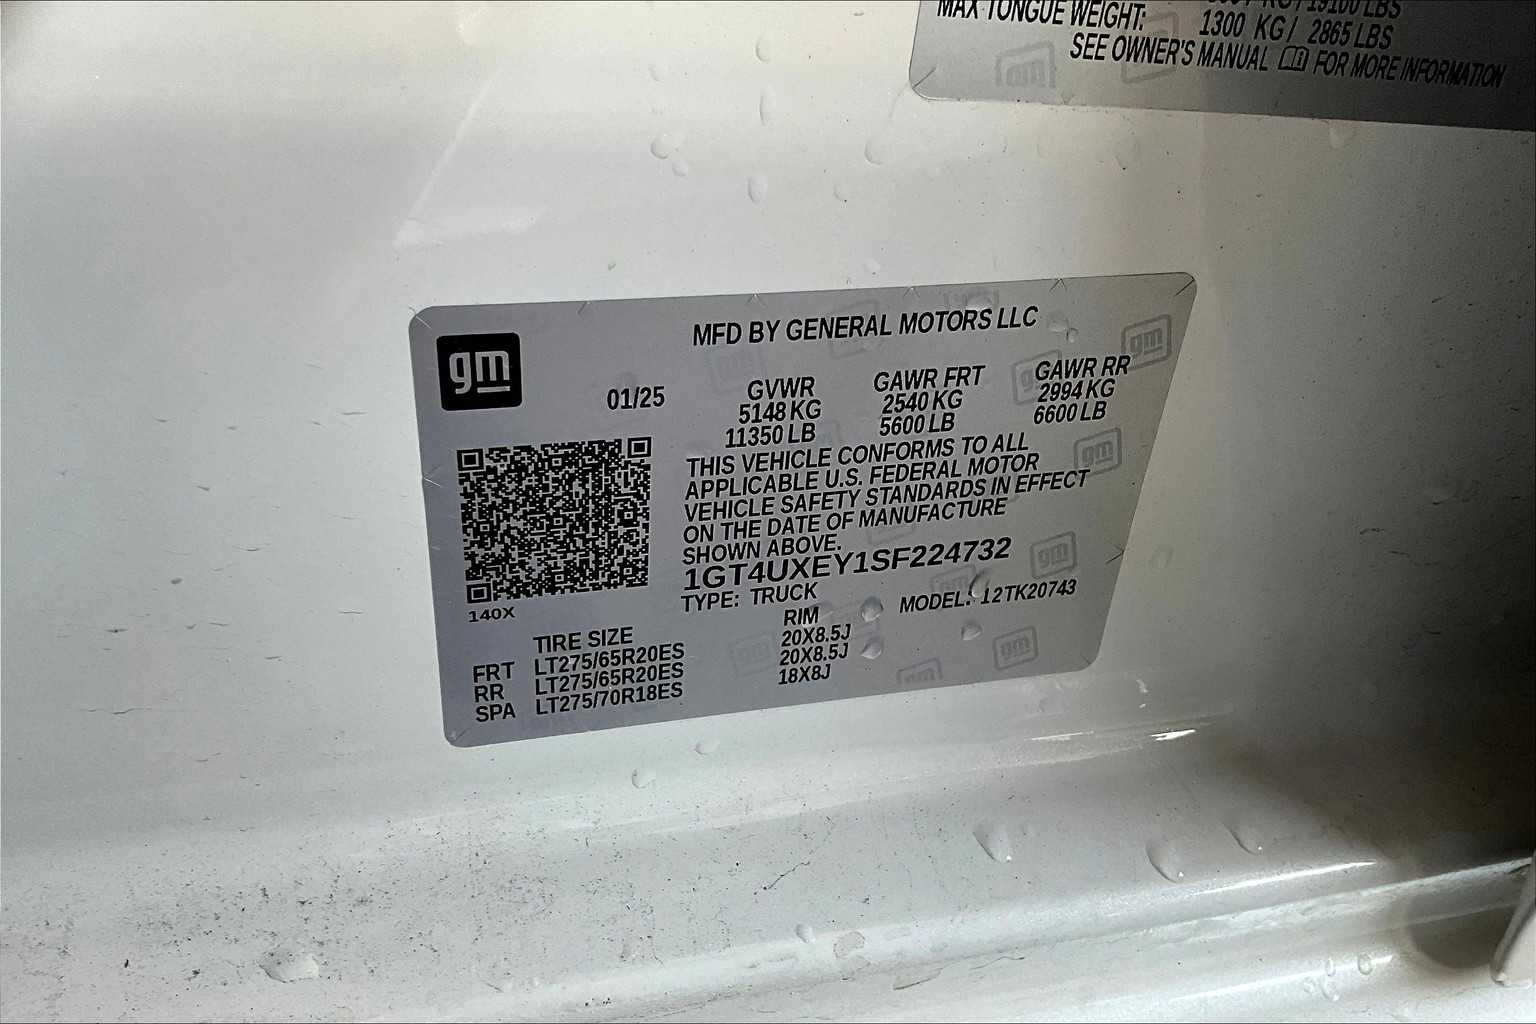 19100 LBS
MAX TONGUE WEIGHT: 1300 KG / 2865 LBS
SEE OWNER'S MANUAL FOR MORE INFORMATION
gm
MFD BY GENERAL MOTORS LLC
01/25 GVWR GAWR FRT GAWR RR
5148 KG 2540 KG 2994 KG
11350 LB 5600 LB 6600 LB
THIS VEHICLE CONFORMS TO ALL
APPLICABLE U.S. FEDERAL MOTOR
VEHICLE SAFETY STANDARDS IN EFFECT
ON THE DATE OF MANUFACTURE
SHOWN ABOVE.
1GT4UXEY1SF224732
TYPE: TRUCK MODEL: 12TK20743
140X
TIRE SIZE RIM
FRT LT275/65R20ES 20X8.5J
RR LT275/65R20ES 20X8.5J
SPA LT275/70R18ES 18X8J